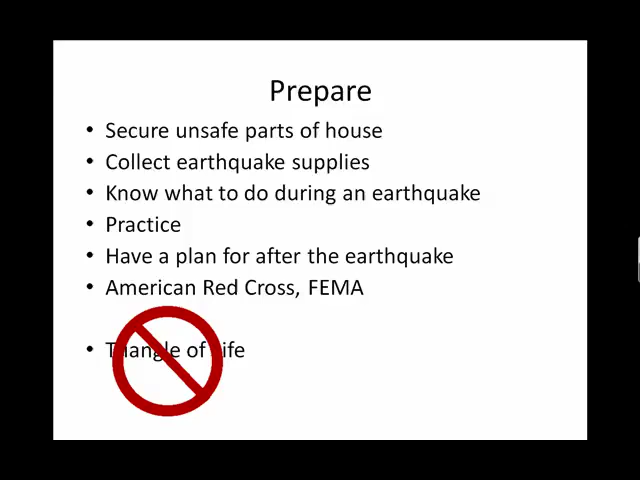 Prepare
• Secure unsafe parts of house
• Collect earthquake supplies
• Know what to do during an earthquake
• Practice
• Have a plan for after the earthquake
• American Red Cross, FEMA
• Triangle of Life